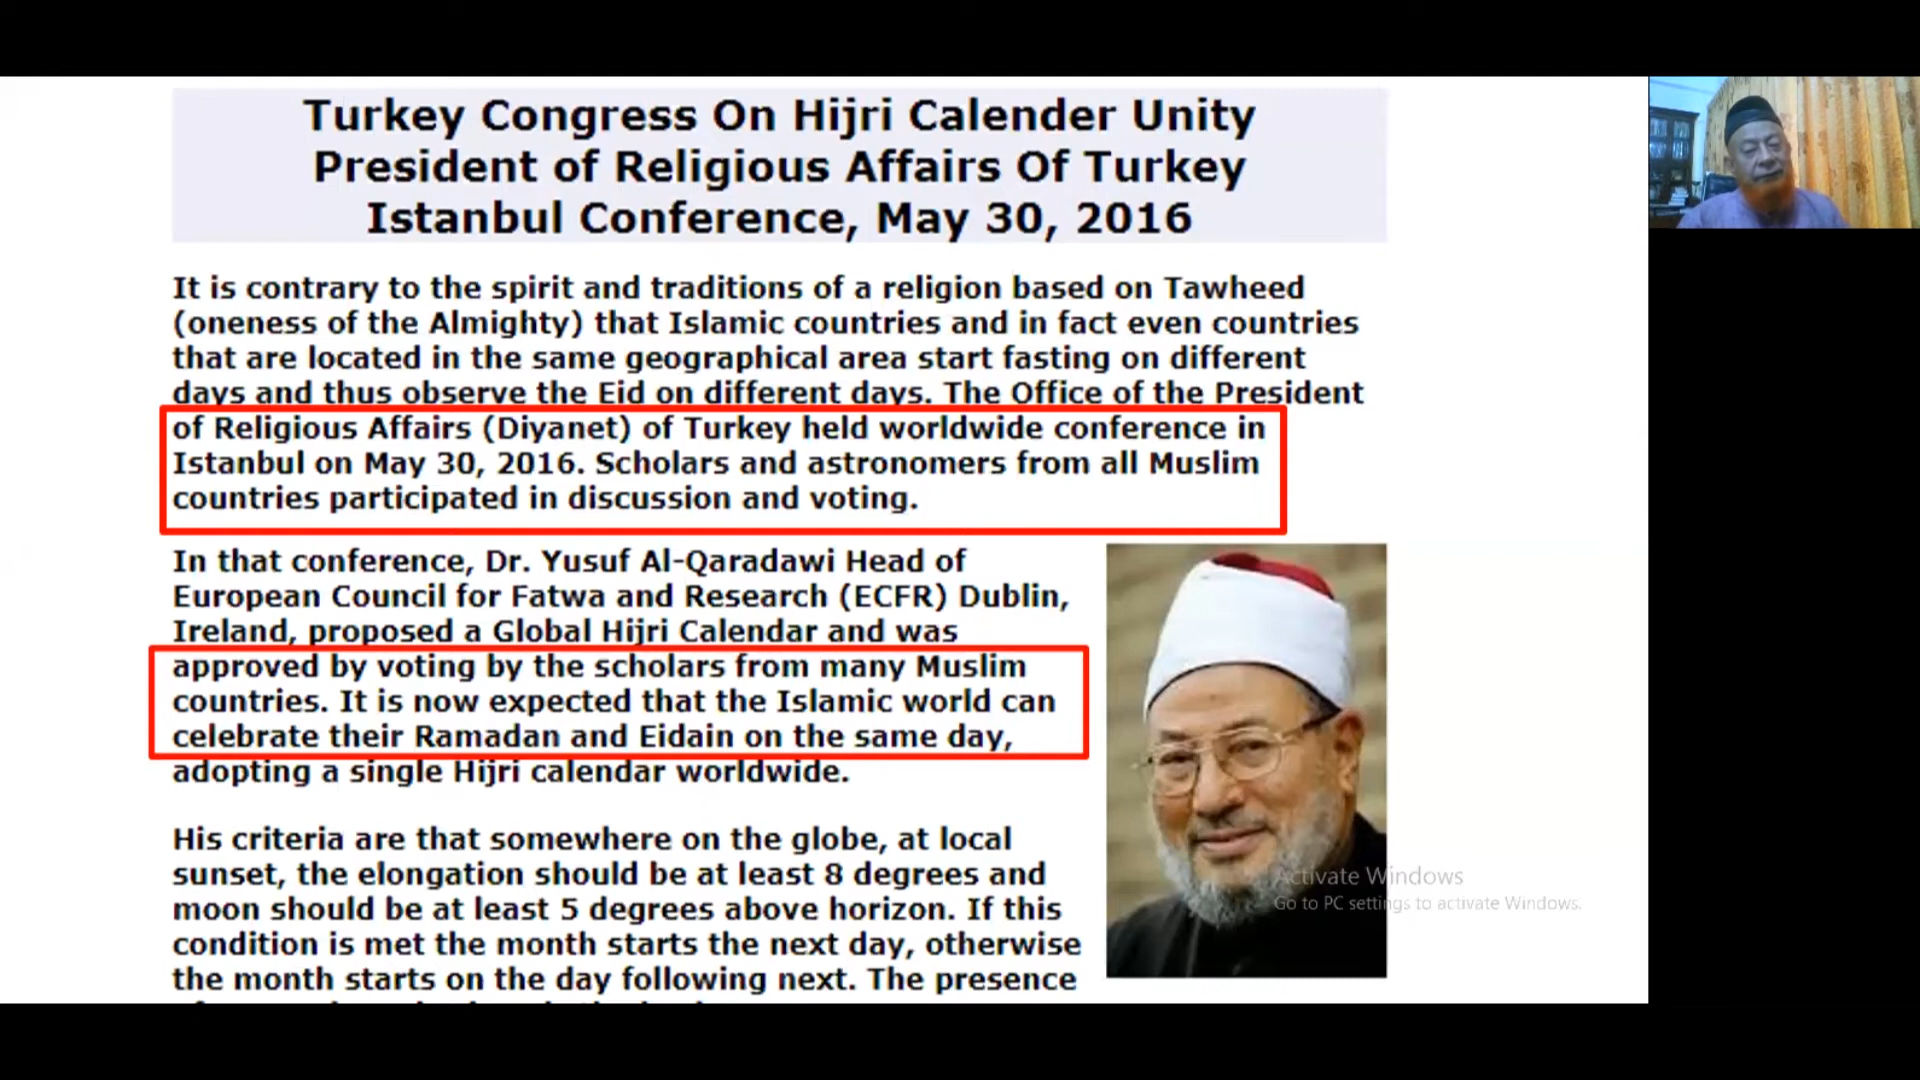 Turkey Congress On Hijri Calender Unity
President of Religious Affairs Of Turkey
Istanbul Conference, May 30, 2016
It is contrary to the spirit and traditions of a religion based on Tawheed
(oneness of the Almighty) that Islamic countries and in fact even countries
that are located in the same geographical area start fasting on different
days and thus observe the Eid on different days. The Office of the President
of Religious Affairs (Diyanet) of Turkey held worldwide conference in
Istanbul on May 30, 2016. Scholars and astronomers from all Muslim
countries participated in discussion and voting.
In that conference, Dr. Yusuf Al-Qaradawi Head of
European Council for Fatwa and Research (ECFR) Dublin,
Ireland, proposed a Global Hijri Calendar and was
approved by voting by the scholars from many Muslim
countries. It is now expected that the Islamic world can
celebrate their Ramadan and Eidain on the same day,
adopting a single Hijri calendar worldwide.
His criteria are that somewhere on the globe, at local
sunset, the elongation should be at least 8 degrees and
moon should be at least 5 degrees above horizon. If this
condition is met the month starts the next day, otherwise
the month starts on the day following next. The presence
Activate Windows
Go to PC settings to activate Windows.